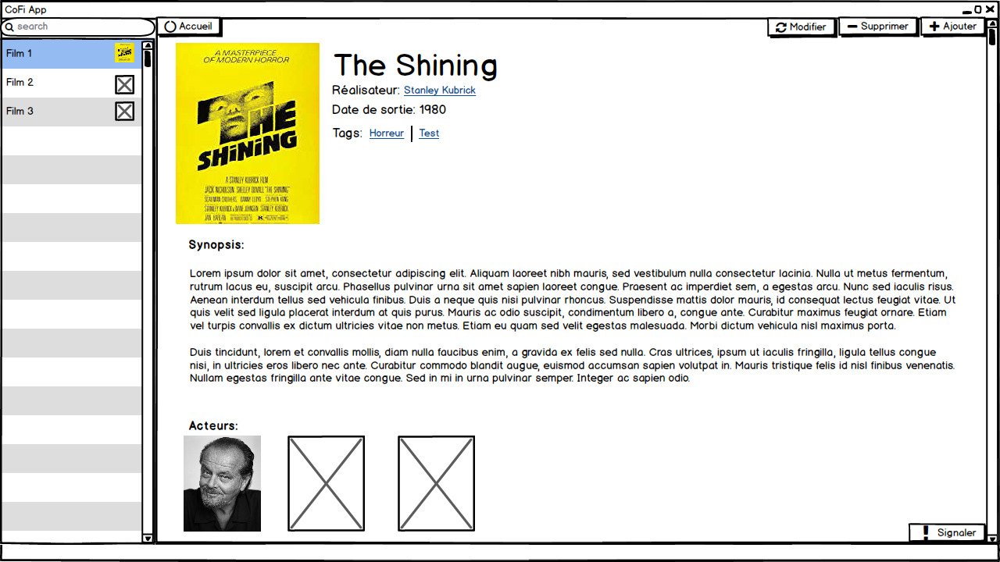 CoFi App
search
Accueil
Modifier
Supprimer
Ajouter
Film 1
Film 2
Film 3
A MASTERPIECE
OF MODERN HORROR
THE
SHiNiNG
A STANLEY KUBRICK FILM
JACK NICHOLSON SHELLEY DUVALL "THE SHINING"
SCATMAN CROTHERS, DANNY LLOYD STEPHEN KING
STANLEY KUBRICK & DIANE JOHNSON STANLEY KUBRICK
JAN HARLAN
R
The Shining
Réalisateur: Stanley Kubrick
Date de sortie: 1980
Tags: Horreur | Test
Synopsis:
Lorem ipsum dolor sit amet, consectetur adipiscing elit. Aliquam laoreet nibh mauris, sed vestibulum nulla consectetur lacinia. Nulla ut metus fermentum,
rutrum lacus eu, suscipit arcu. Phasellus pulvinar urna sit amet sapien laoreet congue. Praesent ac imperdiet sem, a egestas arcu. Nunc sed iaculis risus.
Aenean interdum tellus sed vehicula finibus. Duis a neque quis nisi pulvinar rhoncus. Suspendisse mattis dolor mauris, id consequat lectus feugiat vitae. Ut
quis velit sed ligula placerat interdum at quis purus. Mauris ac odio suscipit, condimentum libero a, congue ante. Curabitur maximus feugiat ornare. Etiam
vel turpis convallis ex dictum ultricies vitae non metus. Etiam eu quam sed velit egestas malesuada. Morbi dictum vehicula nisl maximus porta.
Duis tincidunt, lorem et convallis mollis, diam nulla faucibus enim, a gravida ex felis sed nulla. Cras ultrices, ipsum ut iaculis fringilla, ligula tellus congue
nisi, in ultricies eros libero nec ante. Curabitur commodo blandit augue, euismod accumsan sapien volutpat in. Mauris tristique felis id nisl finibus venenatis.
Nullam egestas fringilla ante vitae congue. Sed in mi in urna pulvinar semper. Integer ac sapien odio.
Acteurs:
Signaler